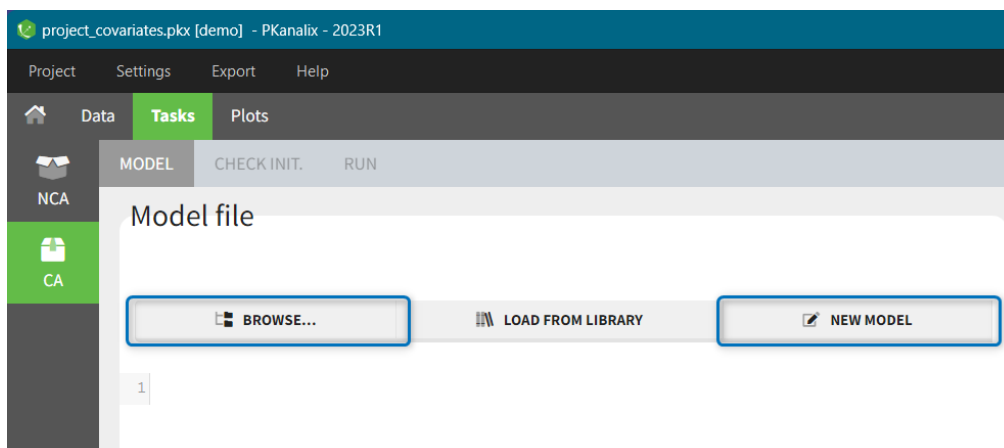 project_covariates.pkx [demo] - PKanalix - 2023R1
Project Settings Export Help
Data Tasks Plots
MODEL CHECK INIT. RUN
NCA
Model file
CA
BROWSE... LOAD FROM LIBRARY NEW MODEL
1